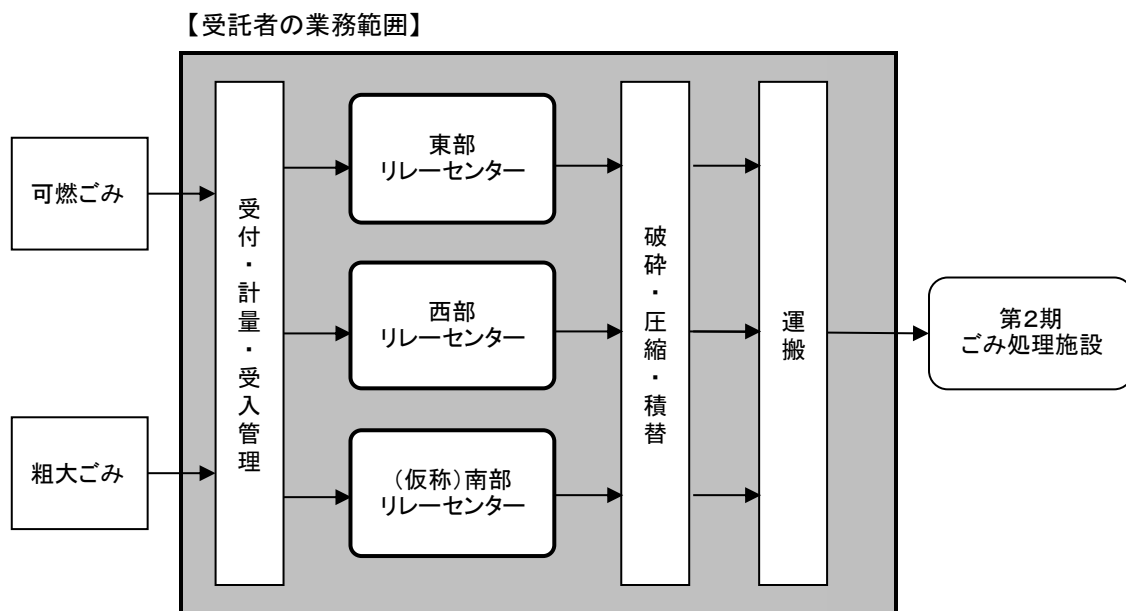 【受託者の業務範囲】
可燃ごみ
粗大ごみ
受付・計量・受入管理
東部
リレーセンター
西部
リレーセンター
（仮称）南部
リレーセンター
破砕・圧縮・積替
運搬
第２期
ごみ処理施設